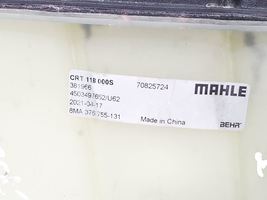 CRT 118 000S
70825724
MAHLE
381966
4503497652/U62
2021-04-17
8MA 376 755-131
Made in China
BEHR